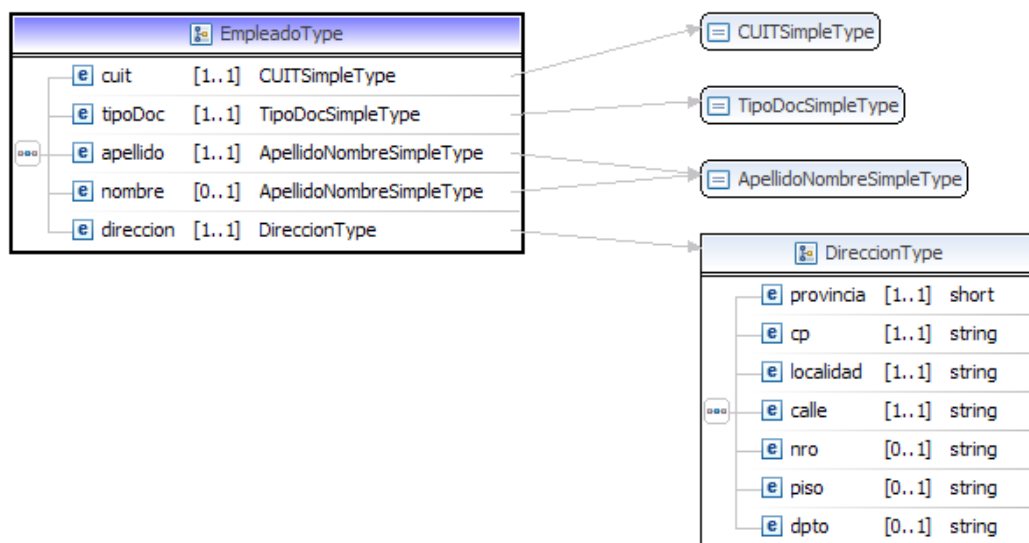 EmpleadoType
e cuit [1..1] CUITSimpleType
e tipoDoc [1..1] TipoDocSimpleType
e apellido [1..1] ApellidoNombreSimpleType
e nombre [0..1] ApellidoNombreSimpleType
e direccion [1..1] DireccionType
CUITSimpleType
TipoDocSimpleType
ApellidoNombreSimpleType
DireccionType
e provincia [1..1] short
e cp [1..1] string
e localidad [1..1] string
e calle [1..1] string
e nro [0..1] string
e piso [0..1] string
e dpto [0..1] string